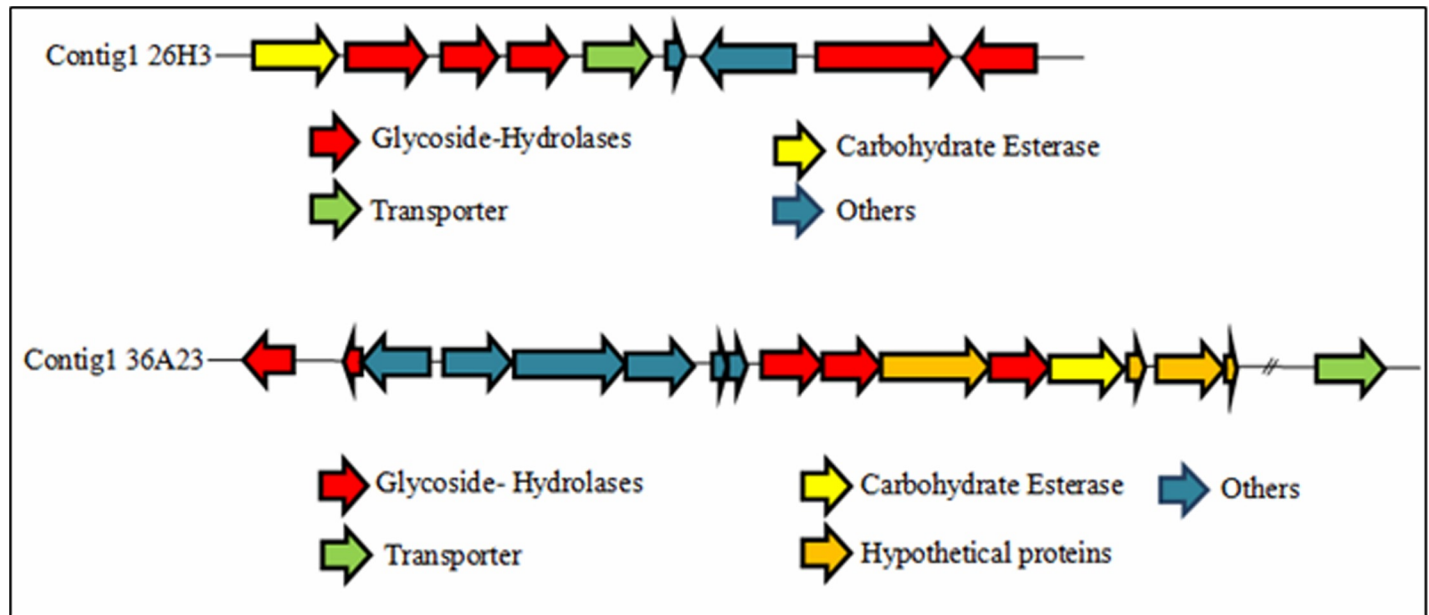 Contig1 26H3
Glycoside-Hydrolases
Carbohydrate Esterase
Transporter
Others
Contig1 36A23
Glycoside- Hydrolases
Carbohydrate Esterase
Others
Transporter
Hypothetical proteins